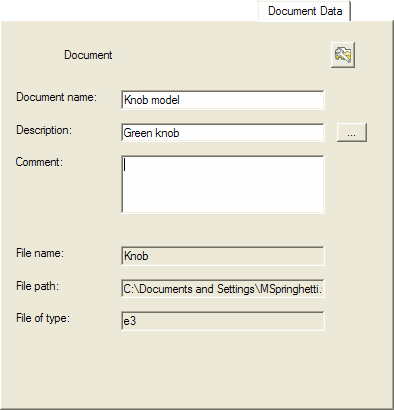 Document Data
Document
Document name: Knob model
Description: Green knob ...
Comment:
File name: Knob
File path: C:\Documents and Settings\MSpringhetti.
File of type: e3